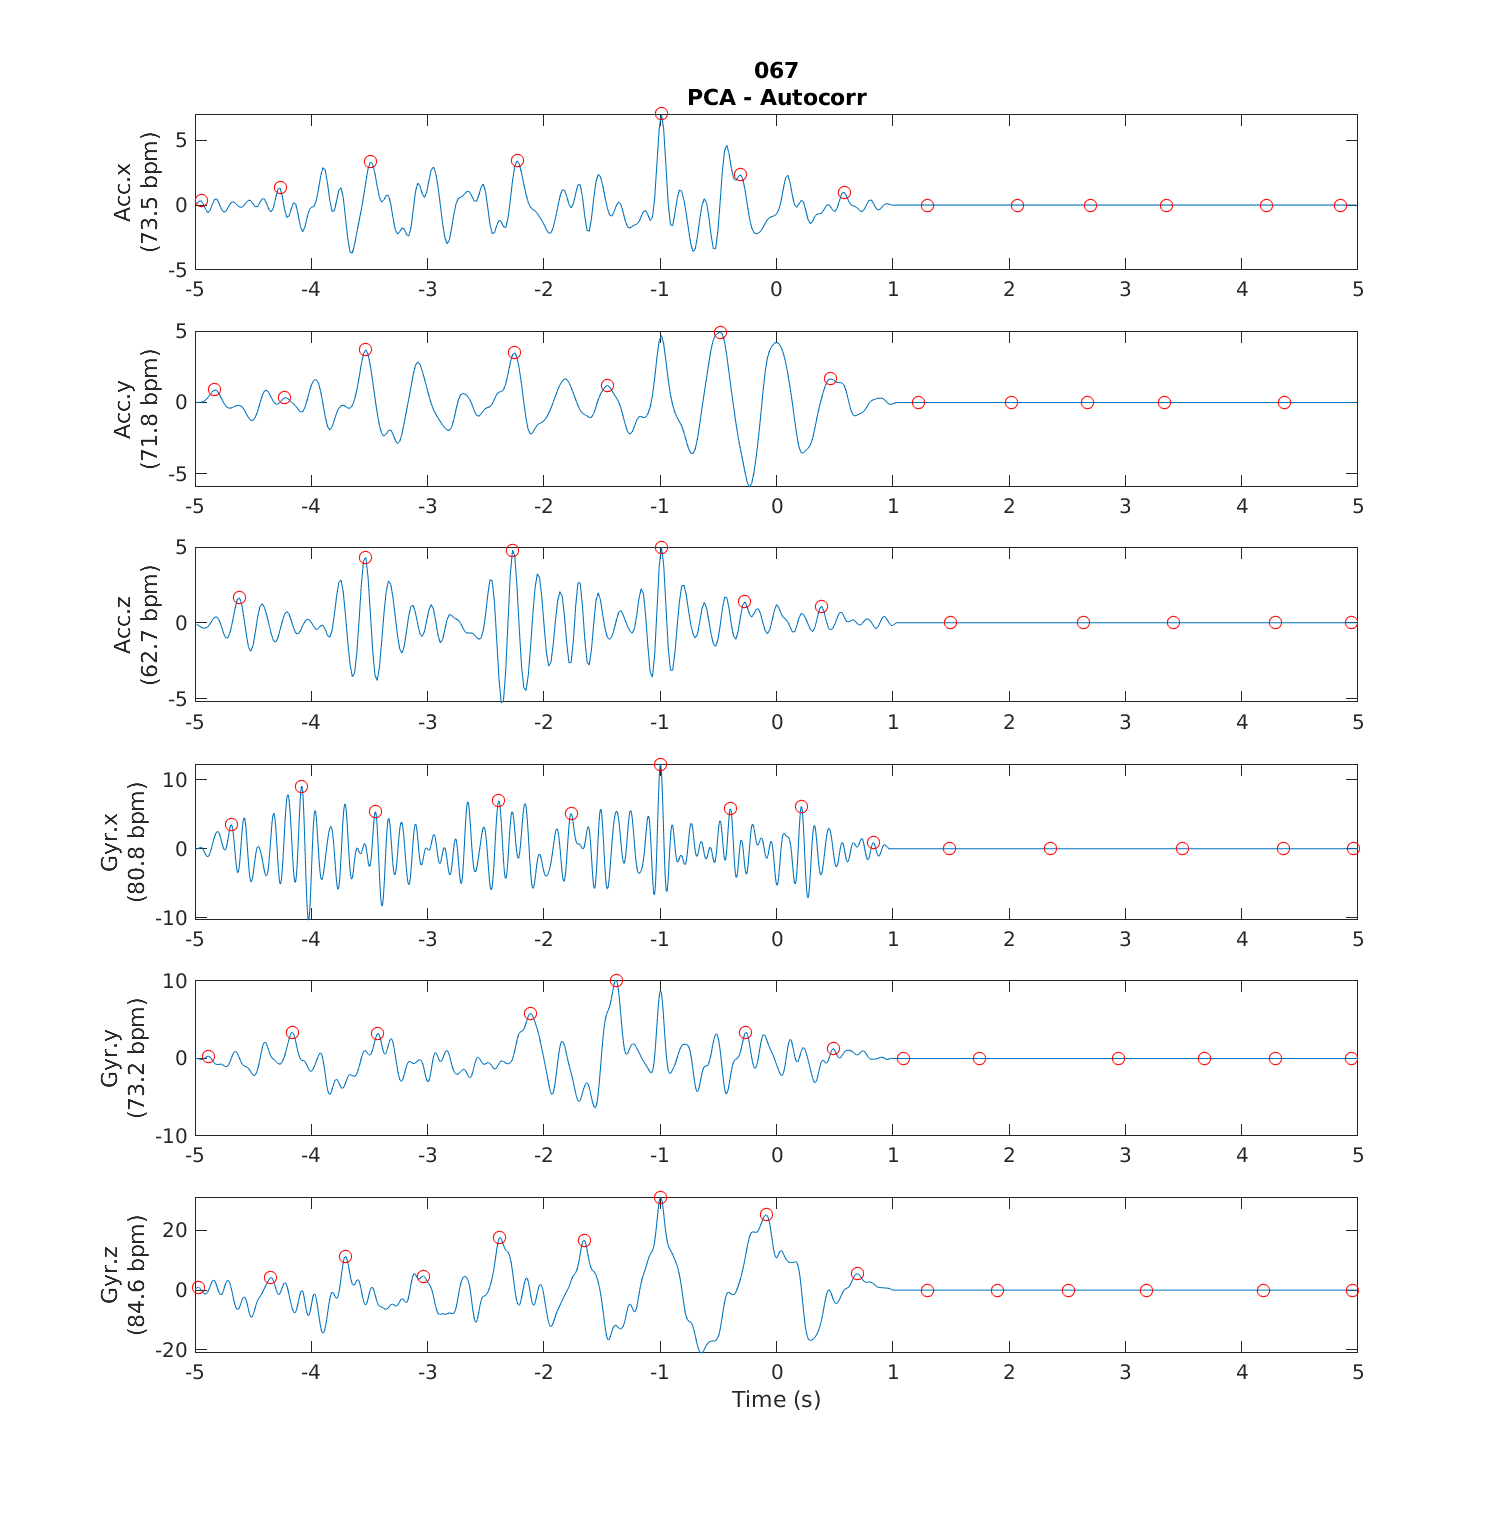 067
PCA - Autocorr
Acc.x
(73.5 bpm)
5
0
-5
-5 -4 -3 -2 -1 0 1 2 3 4 5
Acc.y
(71.8 bpm)
5
0
-5
-5 -4 -3 -2 -1 0 1 2 3 4 5
Acc.z
(62.7 bpm)
5
0
-5
-5 -4 -3 -2 -1 0 1 2 3 4 5
Gyr.x
(80.8 bpm)
10
0
-10
-5 -4 -3 -2 -1 0 1 2 3 4 5
Gyr.y
(73.2 bpm)
10
0
-10
-5 -4 -3 -2 -1 0 1 2 3 4 5
Gyr.z
(84.6 bpm)
20
0
-20
-5 -4 -3 -2 -1 0 1 2 3 4 5
Time (s)